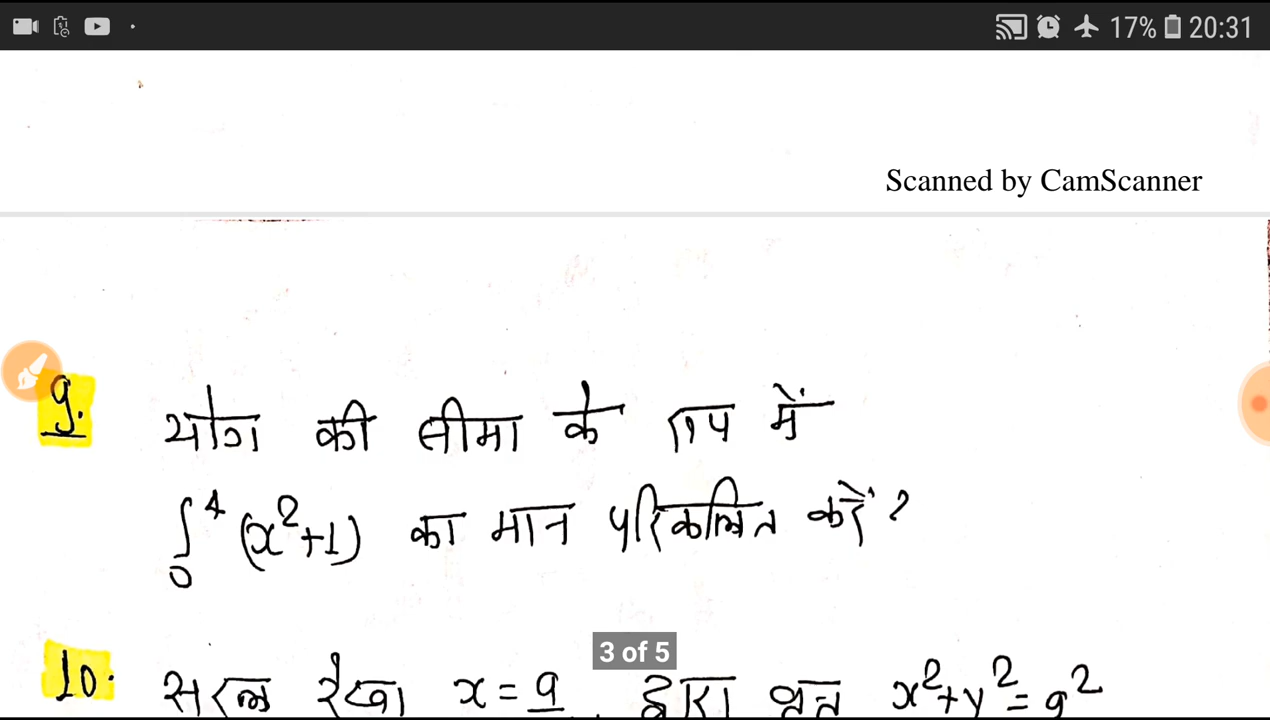 17% 20:31
Scanned by CamScanner
9. योग की सीमा के रूप में
∫₀⁴ (x²+1) का मान परिकलित करें ?
3 of 5
10. सरल रेखा x = a द्वारा वृत्त x²+y²=a²